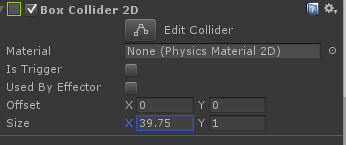 Box Collider 2D
Edit Collider
Material None (Physics Material 2D)
Is Trigger
Used By Effector
Offset X 0 Y 0
Size X 39.75 Y 1